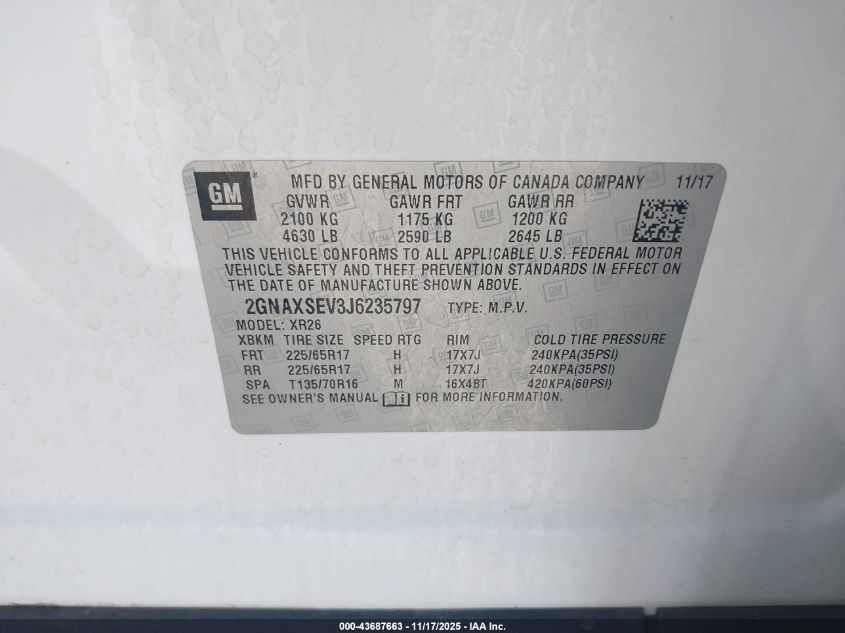 GM
MFD BY GENERAL MOTORS OF CANADA COMPANY 11/17
GVWR GAWR FRT GAWR RR
2100 KG 1175 KG 1200 KG
4630 LB 2590 LB 2645 LB
THIS VEHICLE CONFORMS TO ALL APPLICABLE U.S. FEDERAL MOTOR
VEHICLE SAFETY AND THEFT PREVENTION STANDARDS IN EFFECT ON
THE DATE OF MANUFACTURE SHOWN ABOVE.
2GNAXSEV3J6235797 TYPE: M.P.V.
MODEL: XR26
XBKM TIRE SIZE SPEED RTG RIM COLD TIRE PRESSURE
FRT 225/65R17 H 17X7J 240KPA(35PSI)
RR 225/65R17 H 17X7J 240KPA(35PSI)
SPA T135/70R16 M 16X4BT 420KPA(60PSI)
SEE OWNER'S MANUAL i FOR MORE INFORMATION.
000-43687663 - 11/17/2025 - IAA Inc.